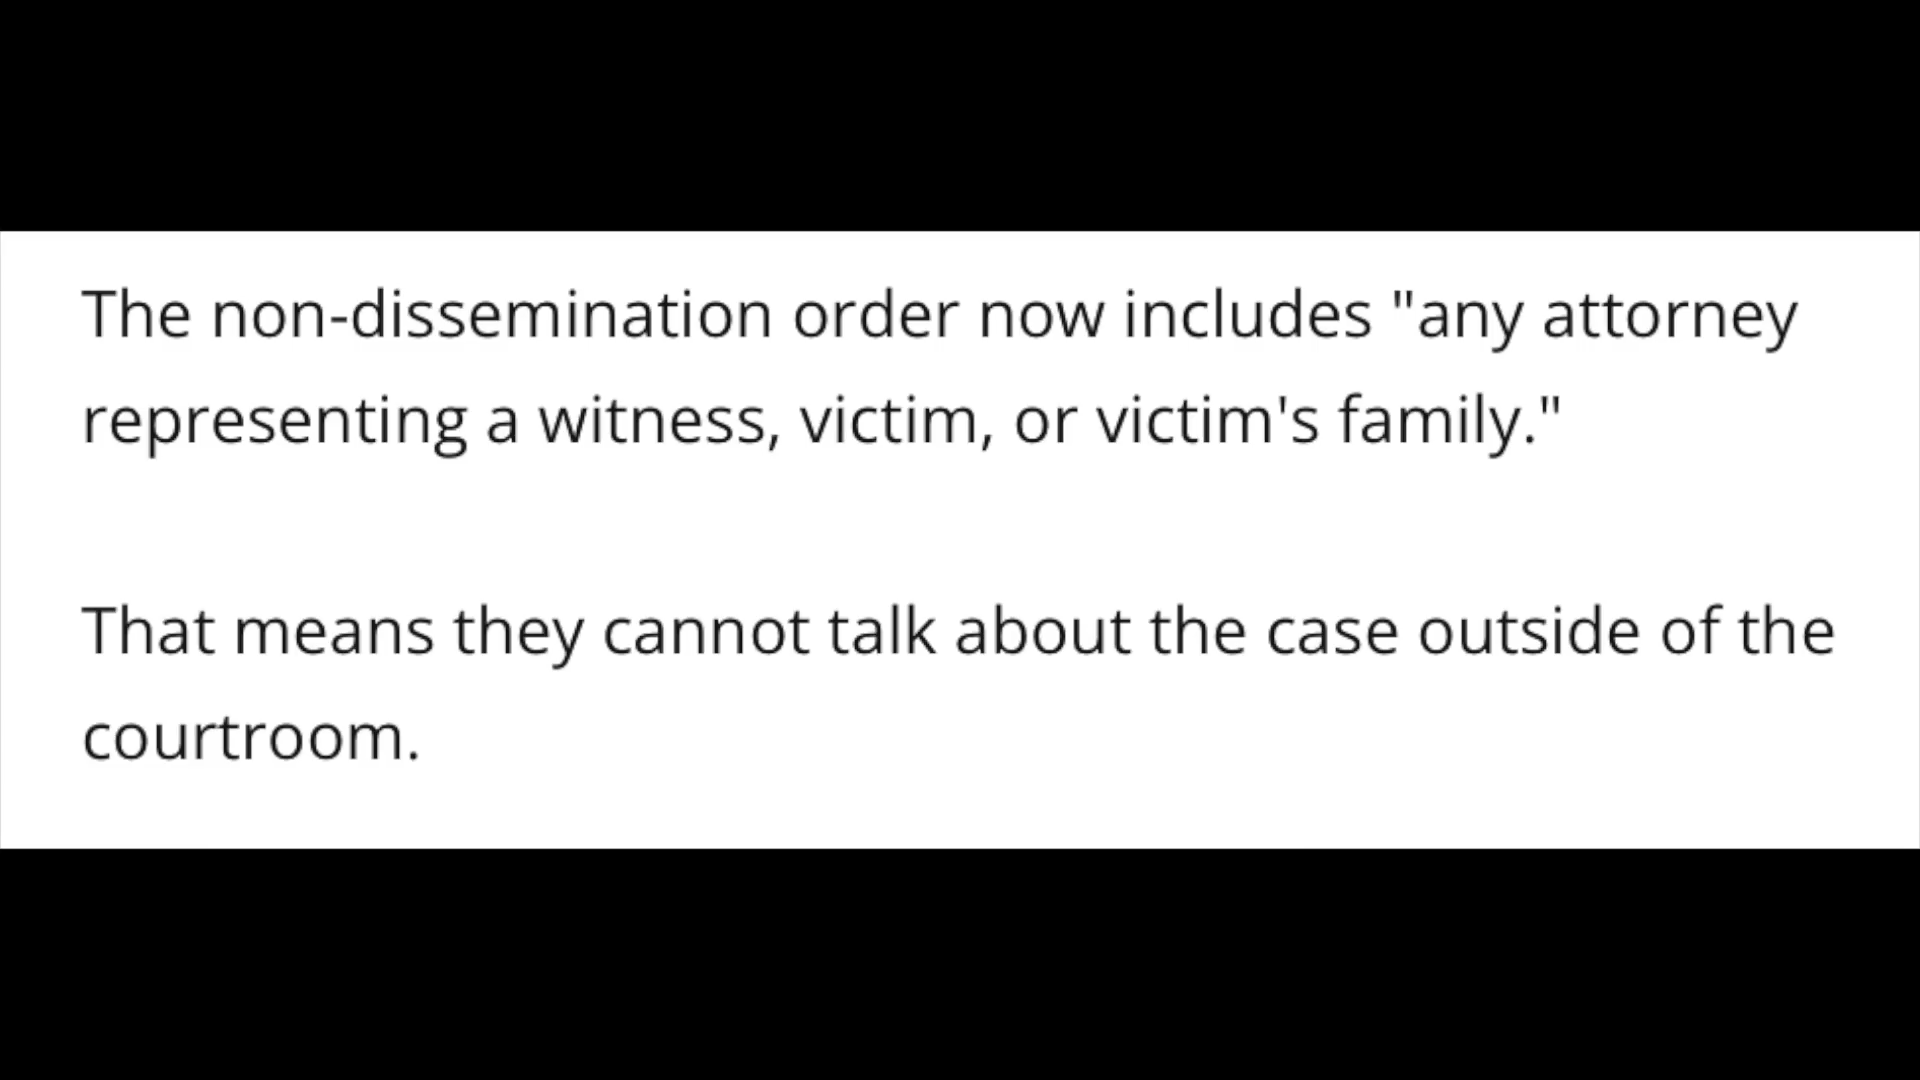 The non-dissemination order now includes "any attorney
representing a witness, victim, or victim's family."
That means they cannot talk about the case outside of the
courtroom.